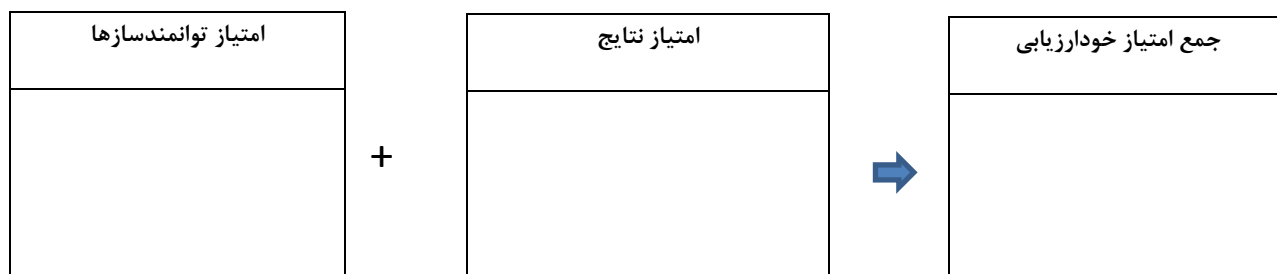 امتیاز توانمندسازها
+
امتیاز نتایج
جمع امتیاز خودارزیابی